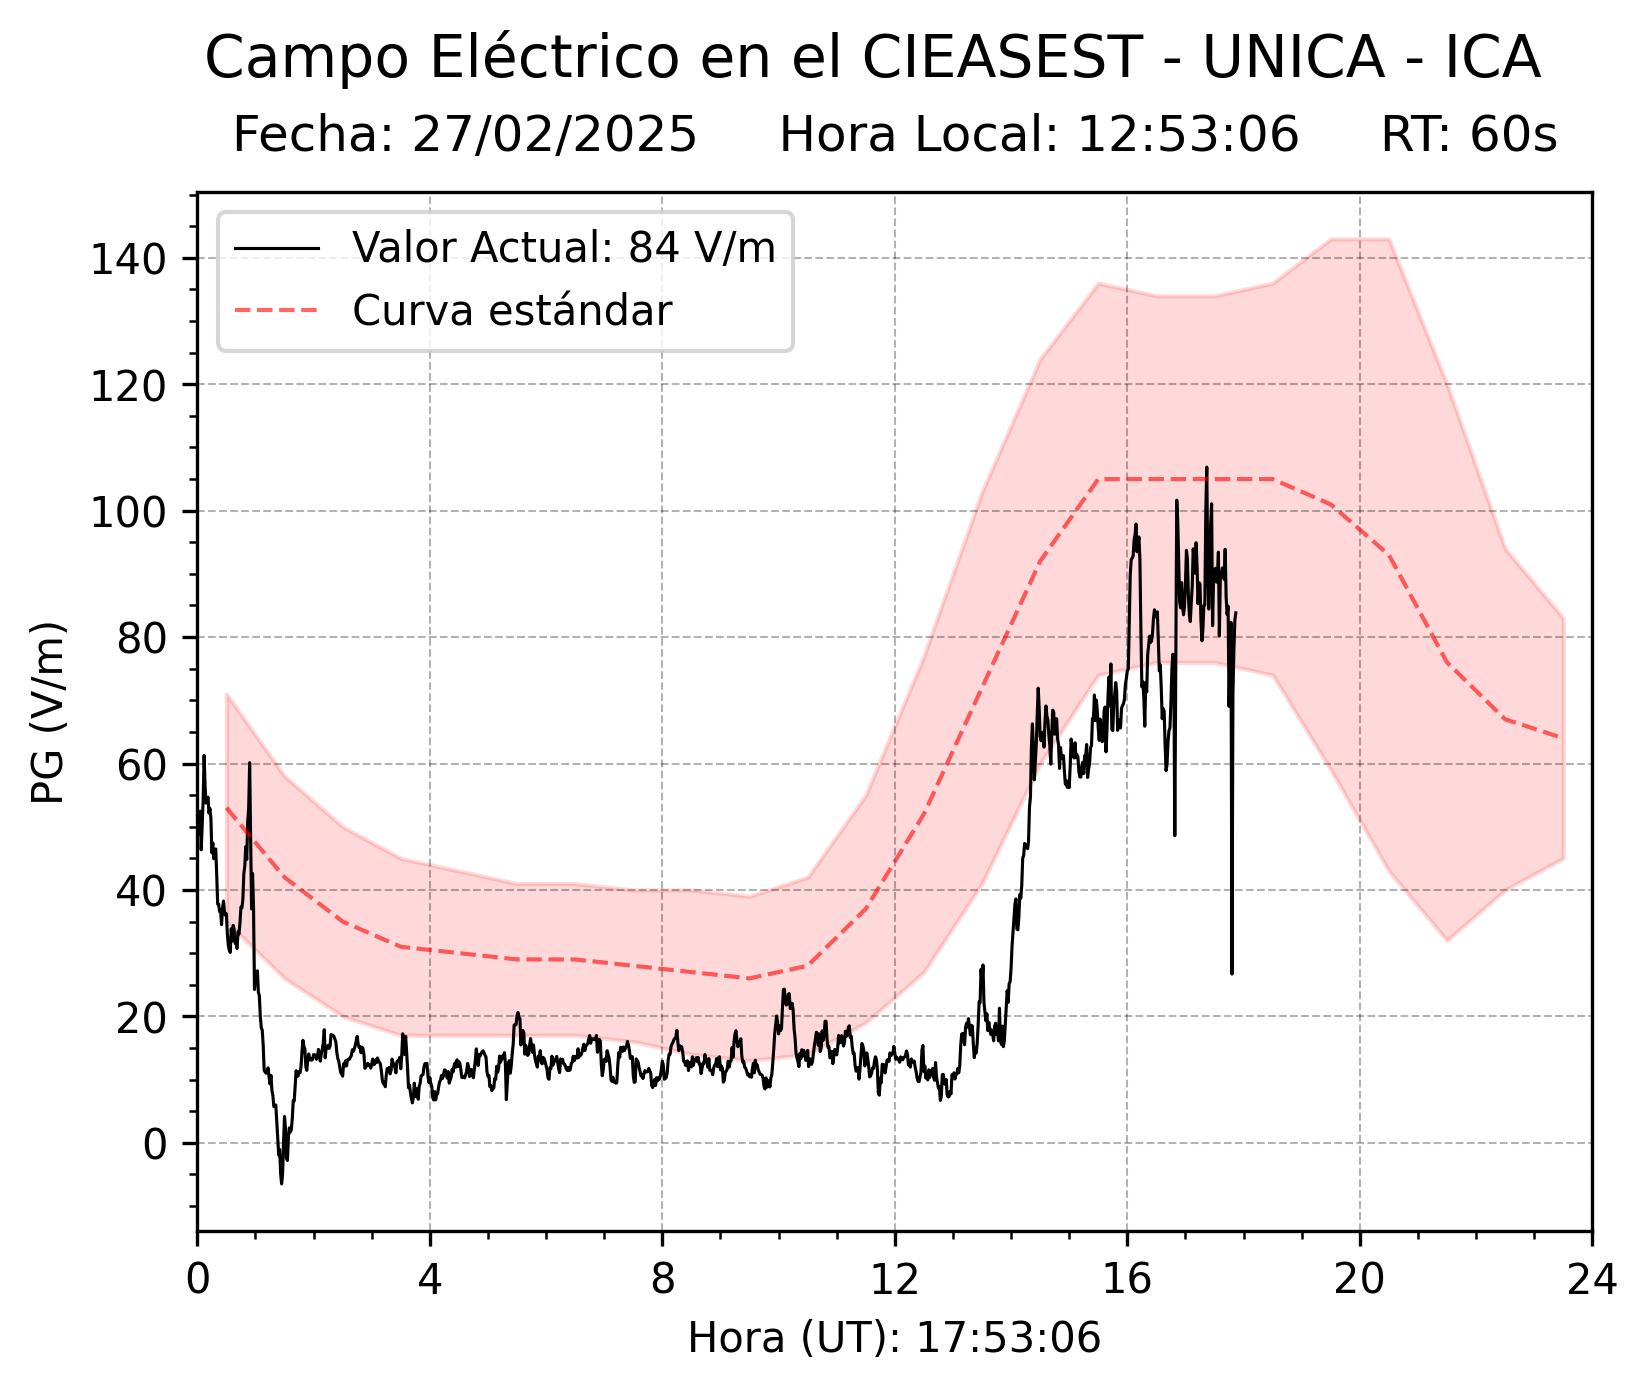 Campo Eléctrico en el CIEASEST - UNICA - ICA
Fecha: 27/02/2025 Hora Local: 12:53:06 RT: 60s
Valor Actual: 84 V/m
Curva estándar
140
120
100
80
60
40
20
0
PG (V/m)
0 4 8 12 16 20 24
Hora (UT): 17:53:06